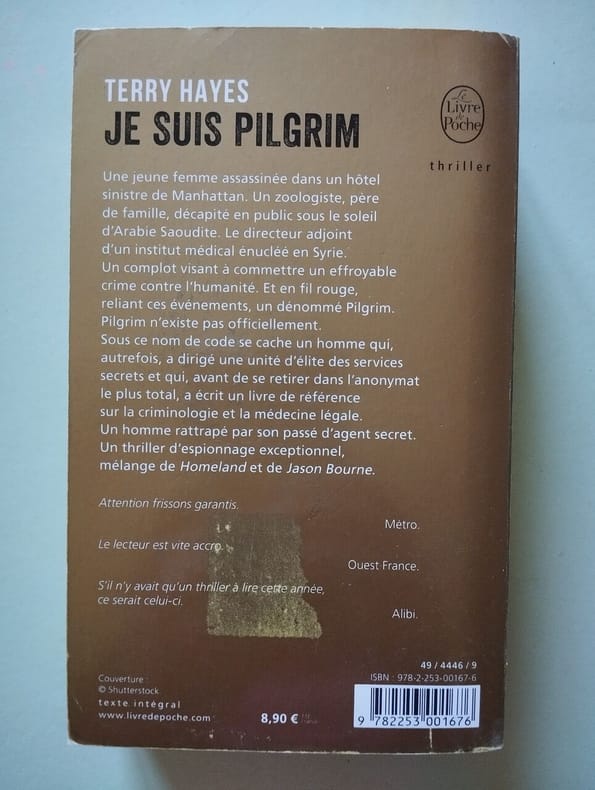 TERRY HAYES
JE SUIS PILGRIM
Le
Livre
de
Poche
thriller
Une jeune femme assassinée dans un hôtel
sinistre de Manhattan. Un zoologiste, père
de famille, décapité en public sous le soleil
d'Arabie Saoudite. Le directeur adjoint
d'un institut médical énucléé en Syrie.
Un complot visant à commettre un effroyable
crime contre l'humanité. Et en fil rouge,
reliant ces événements, un dénommé Pilgrim.
Pilgrim n'existe pas officiellement.
Sous ce nom de code se cache un homme qui,
autrefois, a dirigé une unité d'élite des services
secrets et qui, avant de se retirer dans l'anonymat
le plus total, a écrit un livre de référence
sur la criminologie et la médecine légale.
Un homme rattrapé par son passé d'agent secret.
Un thriller d'espionnage exceptionnel,
mélange de Homeland et de Jason Bourne.
Attention frissons garantis.
Métro.
Le lecteur est vite accro.
Ouest France.
S'il n'y avait qu'un thriller à lire cette année,
ce serait celui-ci.
Alibi.
49 / 4446 / 9
ISBN : 978-2-253-00167-6
Couverture :
© Shutterstock
texte intégral
www.livredepoche.com
8,90 €
9 782253 001676